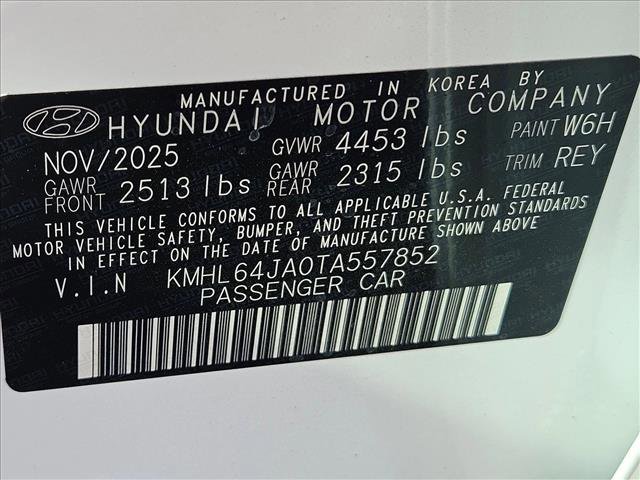 MANUFACTURED IN KOREA BY
HYUNDAI MOTOR COMPANY
NOV/2025 GVWR 4453 lbs PAINT W6H
GAWR FRONT 2513 lbs GAWR REAR 2315 lbs TRIM REY
THIS VEHICLE CONFORMS TO ALL APPLICABLE U.S.A. FEDERAL
MOTOR VEHICLE SAFETY, BUMPER, AND THEFT PREVENTION STANDARDS
IN EFFECT ON THE DATE OF MANUFACTURE SHOWN ABOVE
V.I.N KMHL64JA0TA557852
PASSENGER CAR